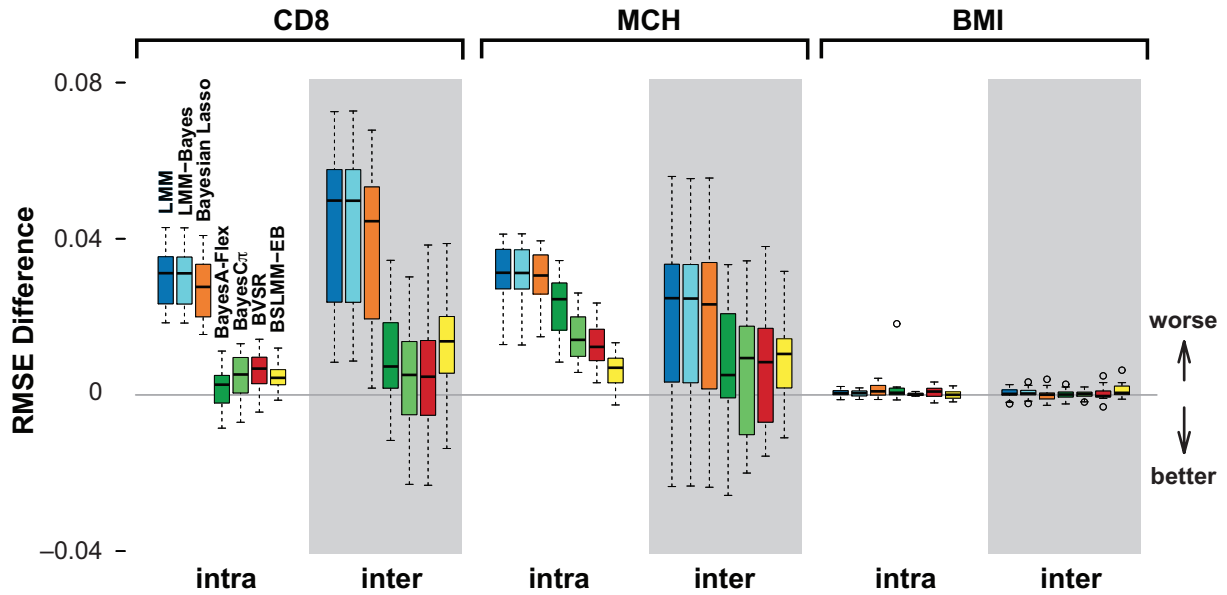 CD8
MCH
BMI
0.08
0.04
0
−0.04
RMSE Difference
LMM
LMM−Bayes
Bayesian Lasso
BayesA-Flex
BayesCπ
BVSR
BSLMM−EB
worse
better
intra
inter
intra
inter
intra
inter